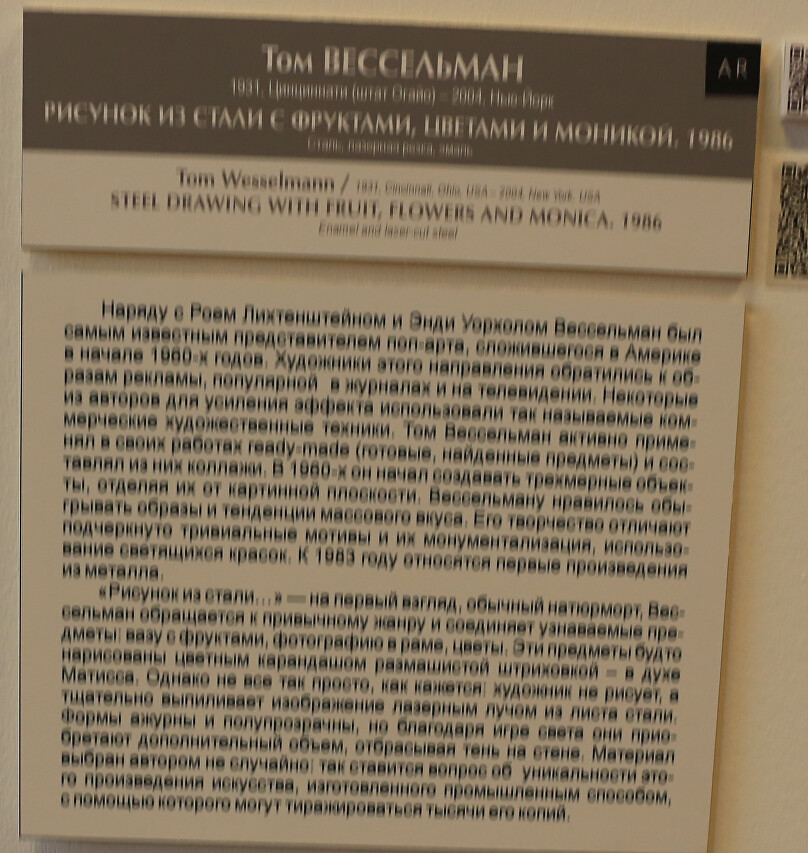 Том ВЕССЕЛЬМАН
AR
1931, Цинциннати (штат Огайо) – 2004, Нью-Йорк
РИСУНОК ИЗ СТАЛИ С ФРУКТАМИ, ЦВЕТАМИ И МОНИКОЙ. 1986
Сталь, лазерная резка, эмаль
Tom Wesselmann / 1931, Cincinnati, Ohio, USA – 2004, New York, USA
STEEL DRAWING WITH FRUIT, FLOWERS AND MONICA. 1986
Enamel and laser-cut steel
Наряду с Роем Лихтенштейном и Энди Уорхолом Вессельман был
самым известным представителем поп-арта, сложившегося в Америке
в начале 1960-х годов. Художники этого направления обратились к об-
разам рекламы, популярной в журналах и на телевидении. Некоторые
из авторов для усиления эффекта использовали так называемые ком-
мерческие художественные техники. Том Вессельман активно приме-
нял в своих работах ready-made (готовые, найденные предметы) и сос-
тавлял из них коллажи. В 1960-х он начал создавать трехмерные объек-
ты, отделяя их от картинной плоскости. Вессельману нравилось обы-
грывать образы и тенденции массового вкуса. Его творчество отличают
подчеркнуто тривиальные мотивы и их монументализация, использо-
вание светящихся красок. К 1983 году относятся первые произведения
из металла.
«Рисунок из стали...» — на первый взгляд, обычный натюрморт. Вес-
сельман обращается к привычному жанру и соединяет узнаваемые пре-
дметы: вазу с фруктами, фотографию в раме, цветы. Эти предметы будто
нарисованы цветным карандашом размашистой штриховкой – в духе
Матисса. Однако не все так просто, как кажется: художник не рисует, а
тщательно выпиливает изображение лазерным лучом из листа стали.
Формы ажурны и полупрозрачны, но благодаря игре света они прио-
бретают дополнительный объем, отбрасывая тень на стене. Материал
выбран автором не случайно: так ставится вопрос об уникальности это-
го произведения искусства, изготовленного промышленным способом,
с помощью которого могут тиражироваться тысячи его копий.